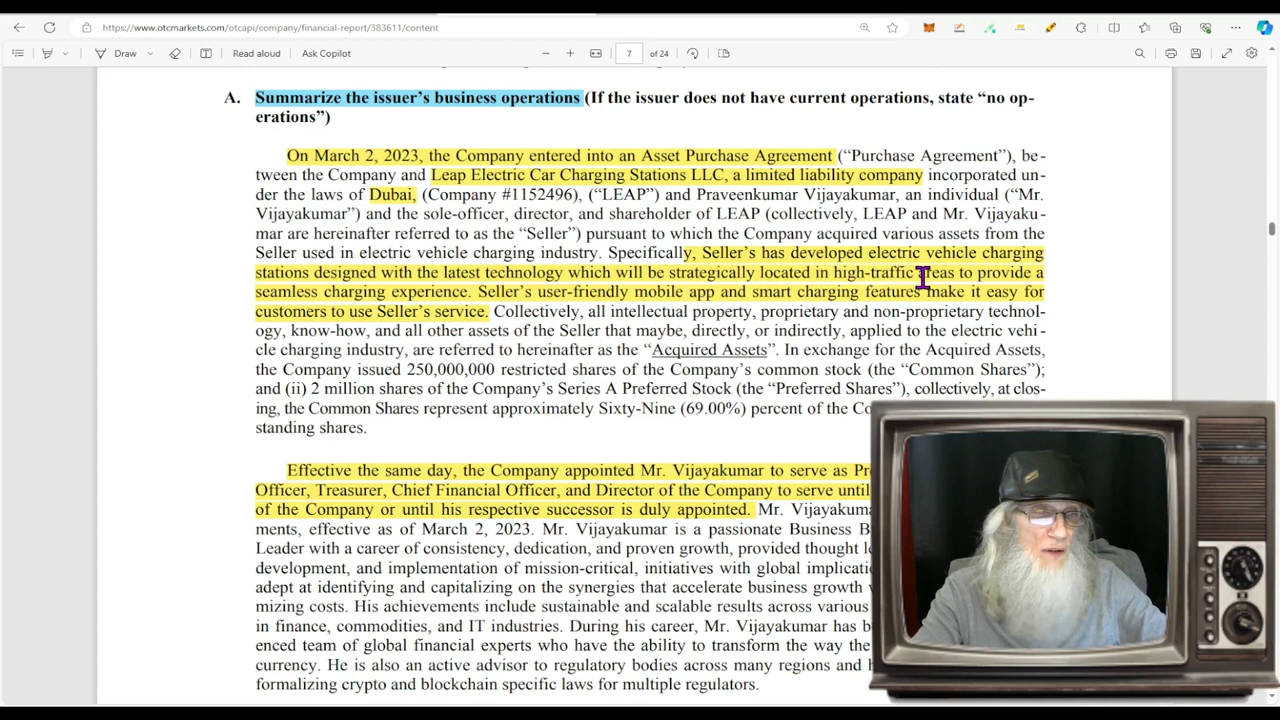 https://www.otcmarkets.com/otcapi/company/financial-report/383611/content
Draw
Read aloud
Ask Copilot
7
of 24
A. Summarize the issuer's business operations (If the issuer does not have current operations, state “no op-
erations”)
On March 2, 2023, the Company entered into an Asset Purchase Agreement (“Purchase Agreement”), be-
tween the Company and Leap Electric Car Charging Stations LLC, a limited liability company incorporated un-
der the laws of Dubai, (Company #1152496), (“LEAP”) and Praveenkumar Vijayakumar, an individual (“Mr.
Vijayakumar”) and the sole-officer, director, and shareholder of LEAP (collectively, LEAP and Mr. Vijayaku-
mar are hereinafter referred to as the “Seller”) pursuant to which the Company acquired various assets from the
Seller used in electric vehicle charging industry. Specifically, Seller's has developed electric vehicle charging
stations designed with the latest technology which will be strategically located in high-traffic areas to provide a
seamless charging experience. Seller's user-friendly mobile app and smart charging features make it easy for
customers to use Seller's service. Collectively, all intellectual property, proprietary and non-proprietary technol-
ogy, know-how, and all other assets of the Seller that maybe, directly, or indirectly, applied to the electric vehi-
cle charging industry, are referred to hereinafter as the “Acquired Assets”. In exchange for the Acquired Assets,
the Company issued 250,000,000 restricted shares of the Company's common stock (the “Common Shares”);
and (ii) 2 million shares of the Company's Series A Preferred Stock (the “Preferred Shares”), collectively, at clos-
ing, the Common Shares represent approximately Sixty-Nine (69.00%) percent of the
standing shares.
Effective the same day, the Company appointed Mr. Vijayakumar to serve as
Officer, Treasurer, Chief Financial Officer, and Director of the Company to serve until
of the Company or until his respective successor is duly appointed. Mr.
ments, effective as of March 2, 2023. Mr. Vijayakumar is a passionate Business
Leader with a career of consistency, dedication, and proven growth, provided thought
development, and implementation of mission-critical, initiatives with global
adept at identifying and capitalizing on the synergies that accelerate business growth
mizing costs. His achievements include sustainable and scalable results across various
in finance, commodities, and IT industries. During his career, Mr. Vijayakumar has
enced team of global financial experts who have the ability to transform the way the
currency. He is also an active advisor to regulatory bodies across many regions and
formalizing crypto and blockchain specific laws for multiple regulators.